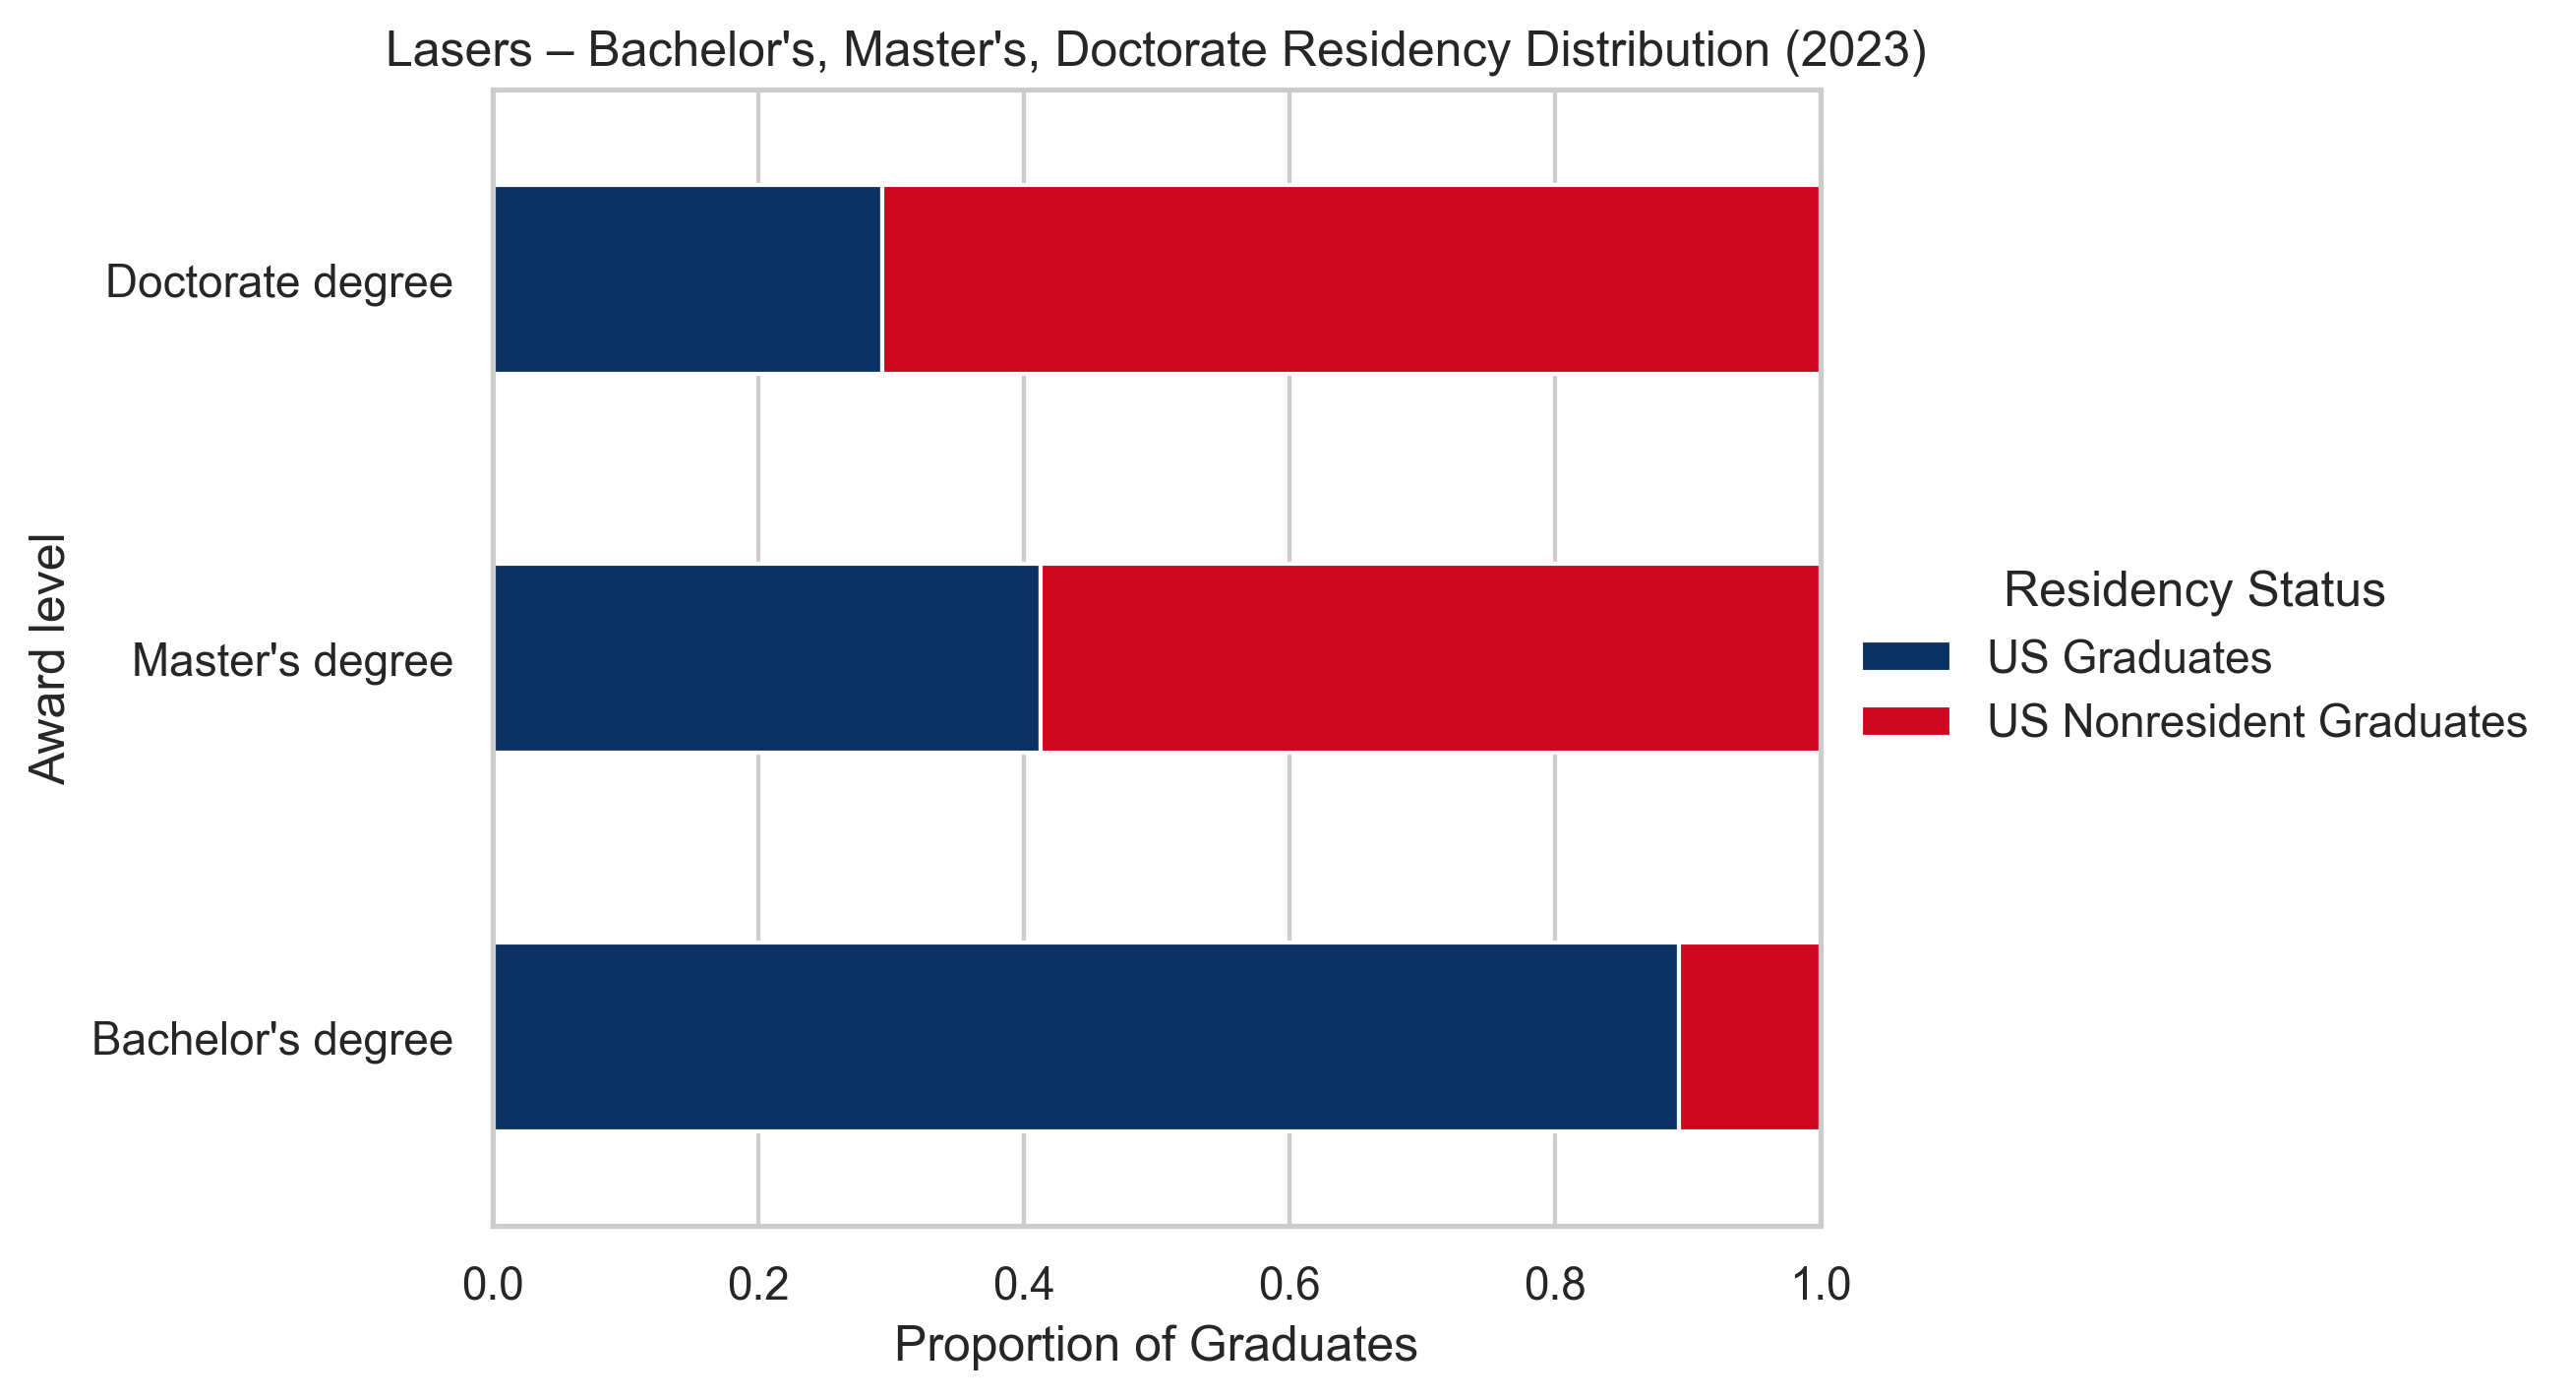 Lasers – Bachelor's, Master's, Doctorate Residency Distribution (2023)
Award level
Doctorate degree
Master's degree
Bachelor's degree
0.0 0.2 0.4 0.6 0.8 1.0
Proportion of Graduates
Residency Status
US Graduates
US Nonresident Graduates